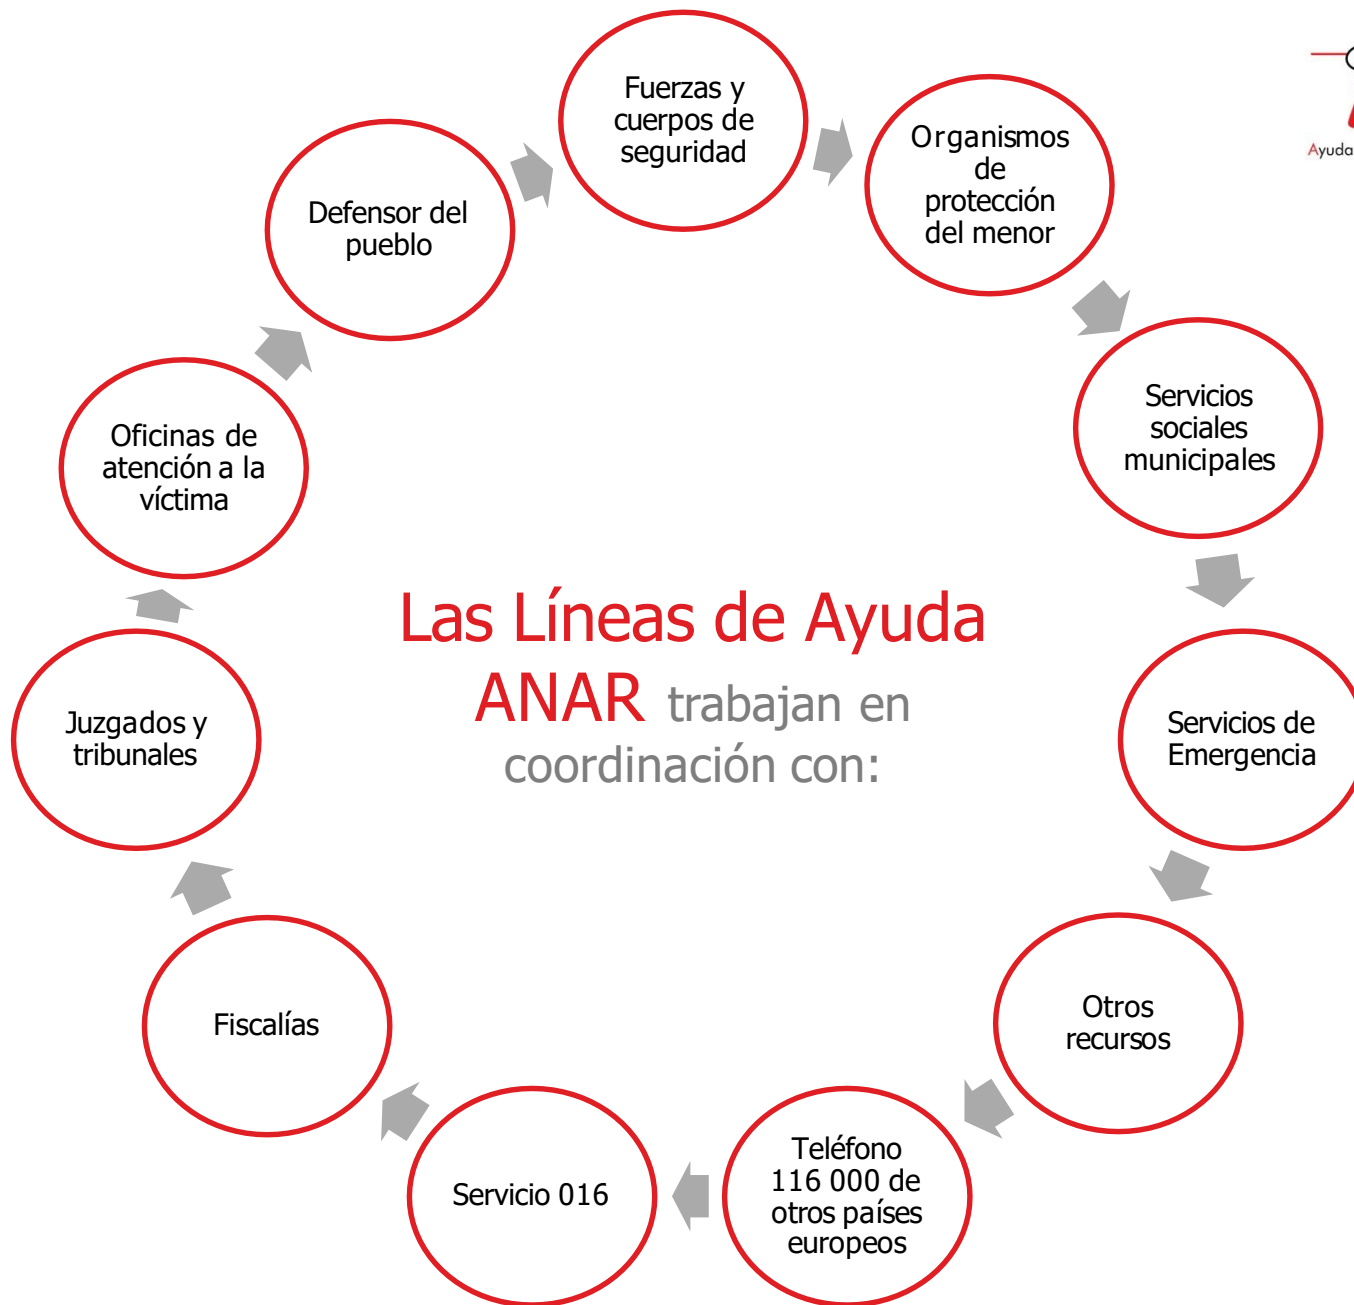 Fuerzas y
cuerpos de
seguridad
Organismos
de
protección
del menor
Ayuda
Defensor del
pueblo
Servicios
sociales
municipales
Oficinas de
atención a la
víctima
Las Líneas de Ayuda
ANAR trabajan en
coordinación con:
Juzgados y
tribunales
Servicios de
Emergencia
Fiscalías
Otros
recursos
Servicio 016
Teléfono
116 000 de
otros países
europeos